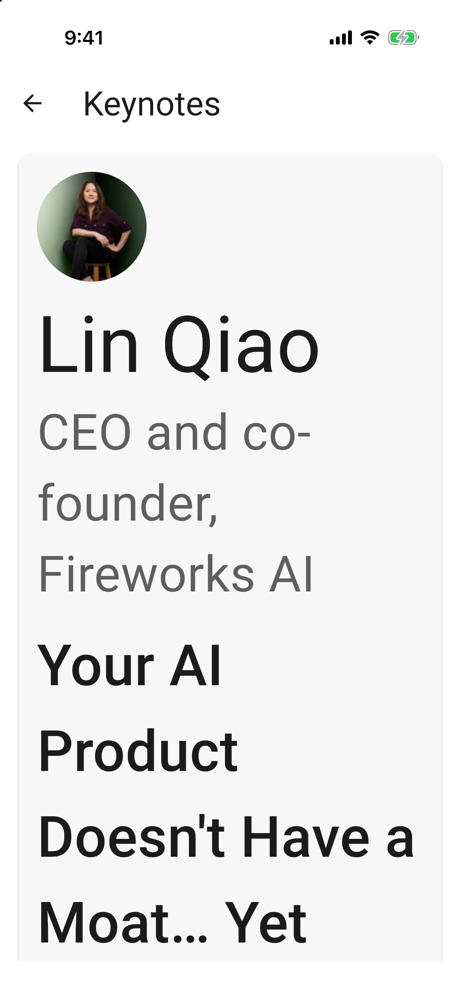 9:41
Keynotes
Lin Qiao
CEO and co-
founder,
Fireworks AI
Your AI
Product
Doesn't Have a
Moat... Yet